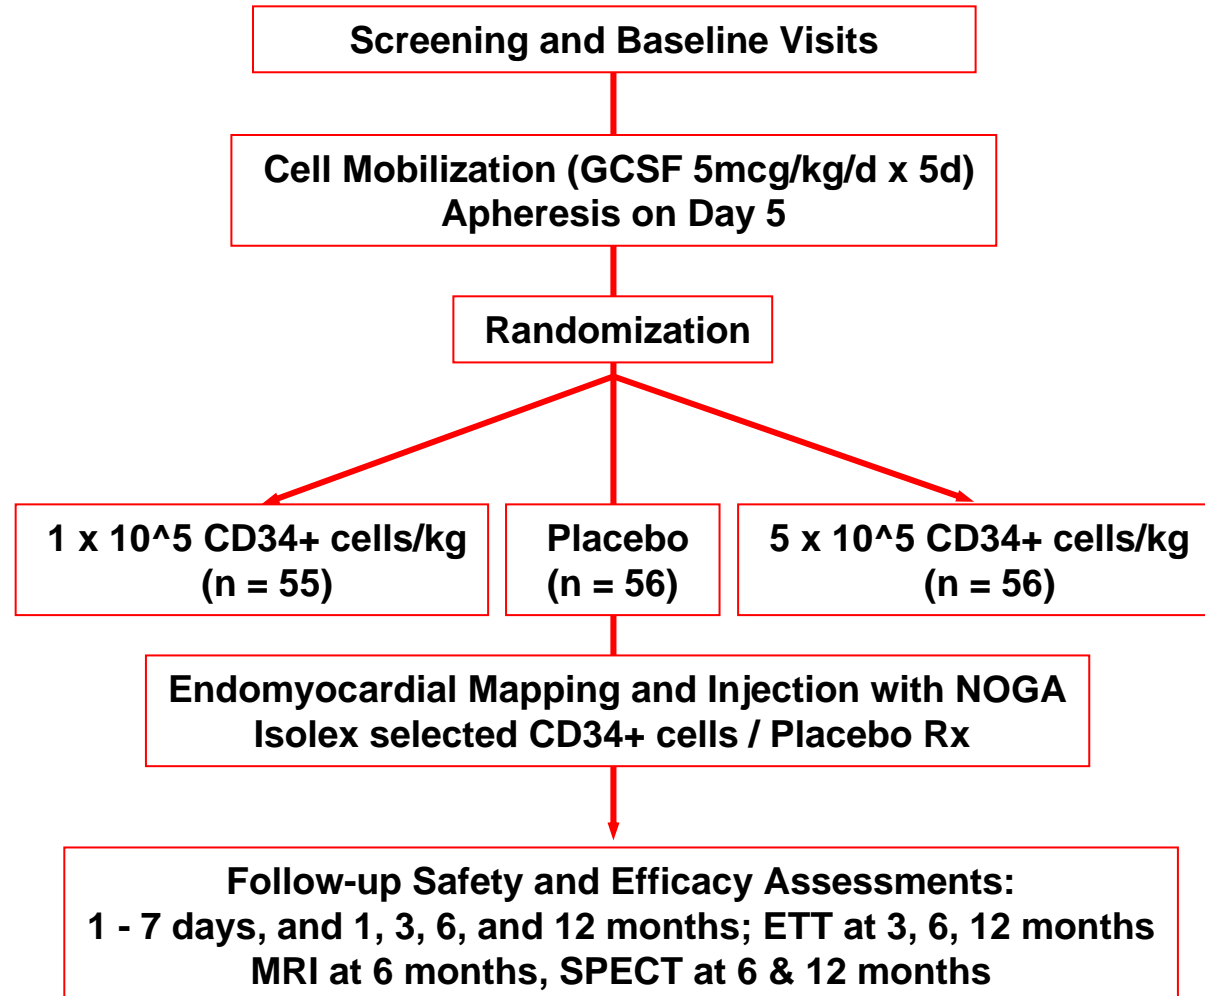 Screening and Baseline Visits
Cell Mobilization (GCSF 5mcg/kg/d x 5d)
Apheresis on Day 5
Randomization
1 x 10^5 CD34+ cells/kg
(n = 55)
Placebo
(n = 56)
5 x 10^5 CD34+ cells/kg
(n = 56)
Endomyocardial Mapping and Injection with NOGA
Isolex selected CD34+ cells / Placebo Rx
Follow-up Safety and Efficacy Assessments:
1 - 7 days, and 1, 3, 6, and 12 months; ETT at 3, 6, 12 months
MRI at 6 months, SPECT at 6 & 12 months